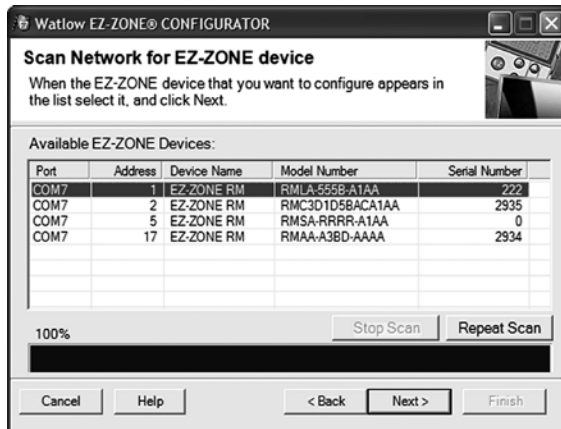 Watlow EZ-ZONE® CONFIGURATOR
Scan Network for EZ-ZONE device
When the EZ-ZONE device that you want to configure appears in
the list select it, and click Next.
Available EZ-ZONE Devices:
Port Address Device Name Model Number Serial Number
COM7 1 EZ-ZONE RM RMLA-555B-A1AA 222
COM7 2 EZ-ZONE RM RMC3D1D5BACA1AA 2935
COM7 5 EZ-ZONE RM RMSA-RRRR-A1AA 0
COM7 17 EZ-ZONE RM RMAA-A3BD-AAAA 2934
100% Stop Scan Repeat Scan
Cancel Help < Back Next > Finish